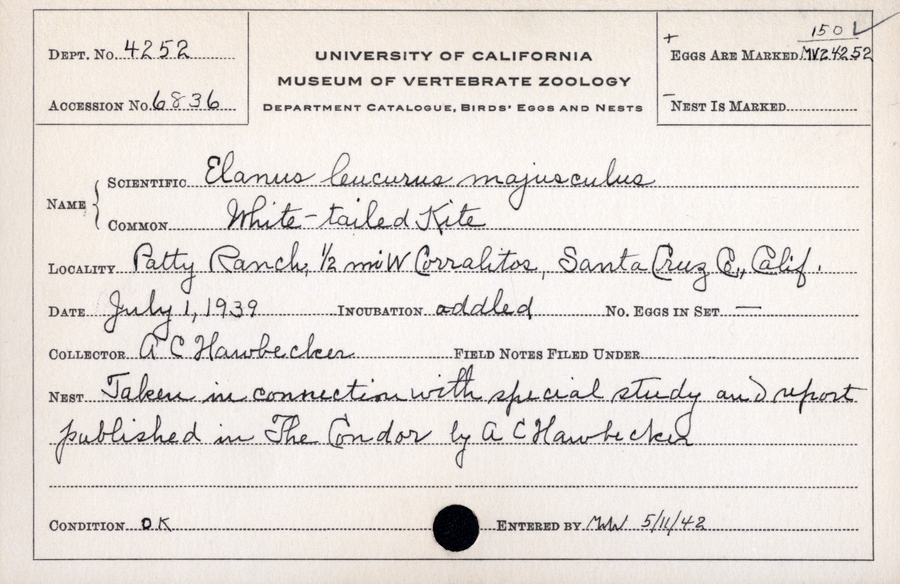 150 ✓
DEPT. NO. 4252
UNIVERSITY OF CALIFORNIA
+ EGGS ARE MARKED MVZ4252
MUSEUM OF VERTEBRATE ZOOLOGY
ACCESSION NO. 6836
DEPARTMENT CATALOGUE, BIRDS' EGGS AND NESTS
– NEST IS MARKED
NAME { SCIENTIFIC Elanus leucurus majusculus
COMMON White-tailed Kite
LOCALITY Patty Ranch, 1/2 mi W Corralitos, Santa Cruz Co., Calif.
DATE July 1, 1939 INCUBATION addled NO. EGGS IN SET —
COLLECTOR A C Hawbecker FIELD NOTES FILED UNDER
NEST Taken in connection with special study and report
published in The Condor by A C Hawbecker
CONDITION OK ENTERED BY 5/11/42